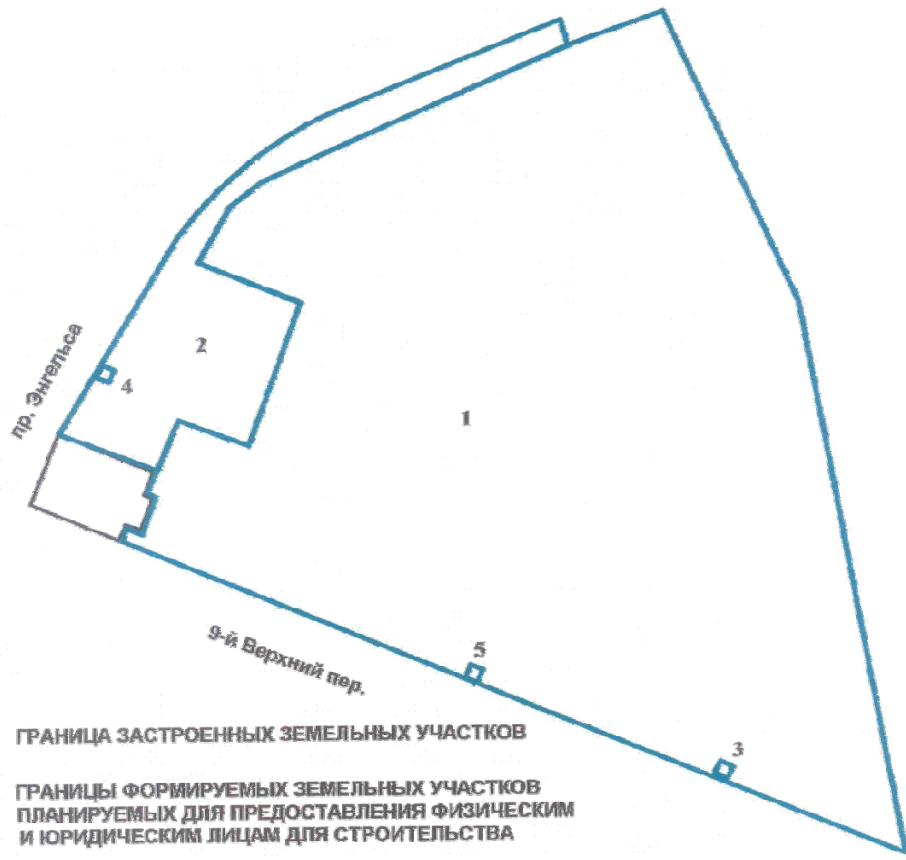 2
пр. Энгельса
4
1
9-й Верхний пер.
5
3
ГРАНИЦА ЗАСТРОЕННЫХ ЗЕМЕЛЬНЫХ УЧАСТКОВ
ГРАНИЦЫ ФОРМИРУЕМЫХ ЗЕМЕЛЬНЫХ УЧАСТКОВ
ПЛАНИРУЕМЫХ ДЛЯ ПРЕДОСТАВЛЕНИЯ ФИЗИЧЕСКИМ
И ЮРИДИЧЕСКИМ ЛИЦАМ ДЛЯ СТРОИТЕЛЬСТВА